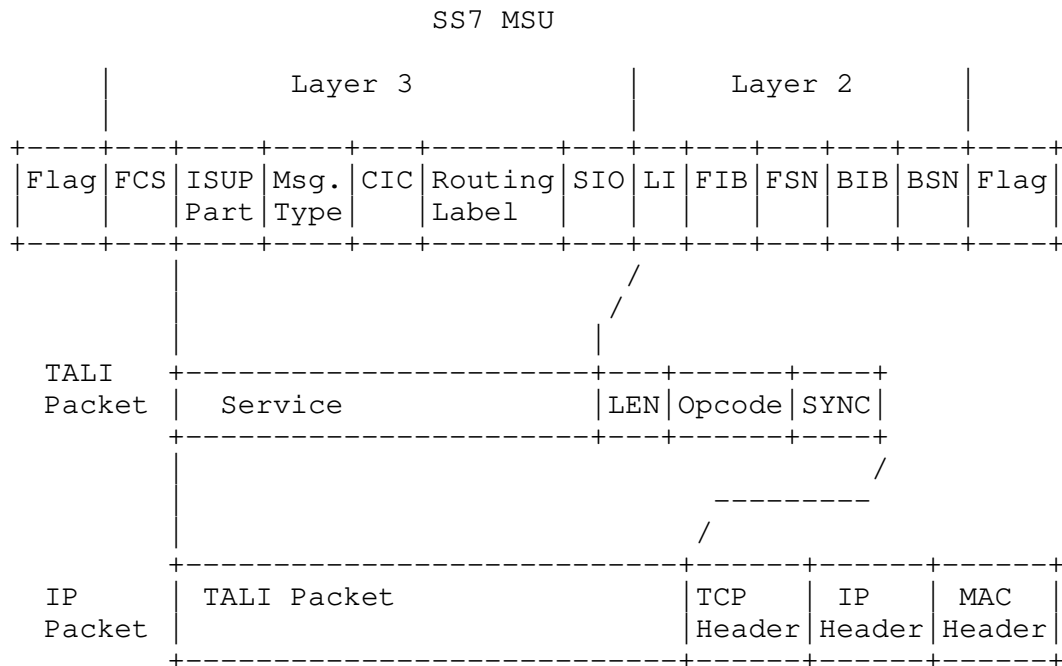 SS7 MSU
Layer 3 Layer 2
Flag FCS ISUP Msg. CIC Routing SIO LI FIB FSN BIB BSN Flag
Part Type Label
TALI
Packet Service LEN Opcode SYNC
IP TALI Packet TCP IP MAC
Packet Header Header Header